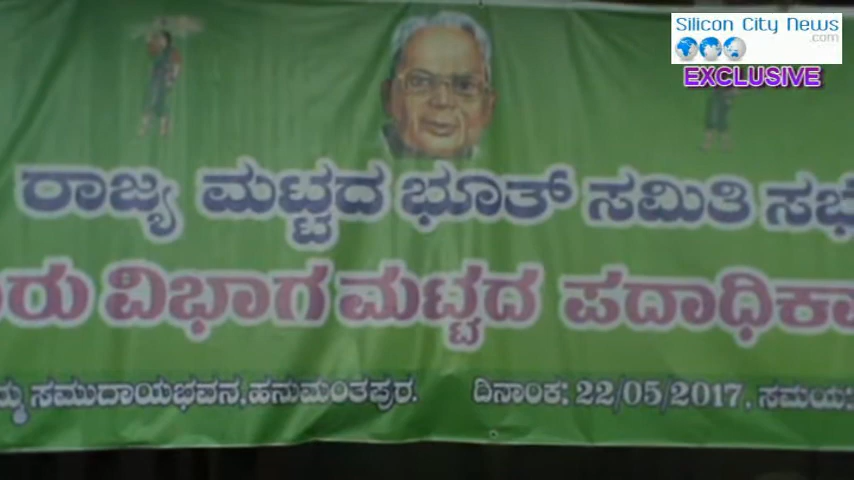 Silicon City News
.com
EXCLUSIVE
ರಾಜ್ಯ ಮಟ್ಟದ ಭೂತ್ ಸಮಿತಿ ಸಭೆ
ರು ವಿಭಾಗ ಮಟ್ಟದ ಪದಾಧಿಕಾ
ಮ್ಮ ಸಮುದಾಯಭವನ, ಹನುಮಂತಪುರ. ದಿನಾಂಕ: 22/05/2017, ಸಮಯ: